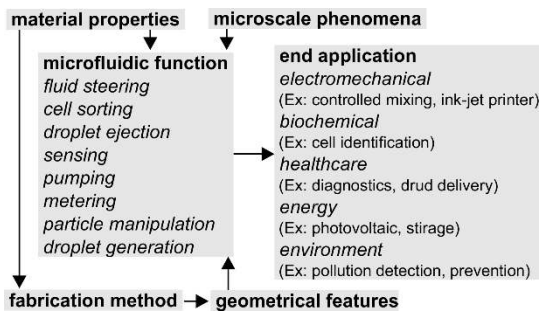 material properties
microscale phenomena
microfluidic function
fluid steering
cell sorting
droplet ejection
sensing
pumping
metering
particle manipulation
droplet generation
end application
electromechanical
(Ex: controlled mixing, ink-jet printer)
biochemical
(Ex: cell identification)
healthcare
(Ex: diagnostics, drud delivery)
energy
(Ex: photovoltaic, stirage)
environment
(Ex: pollution detection, prevention)
fabrication method
geometrical features